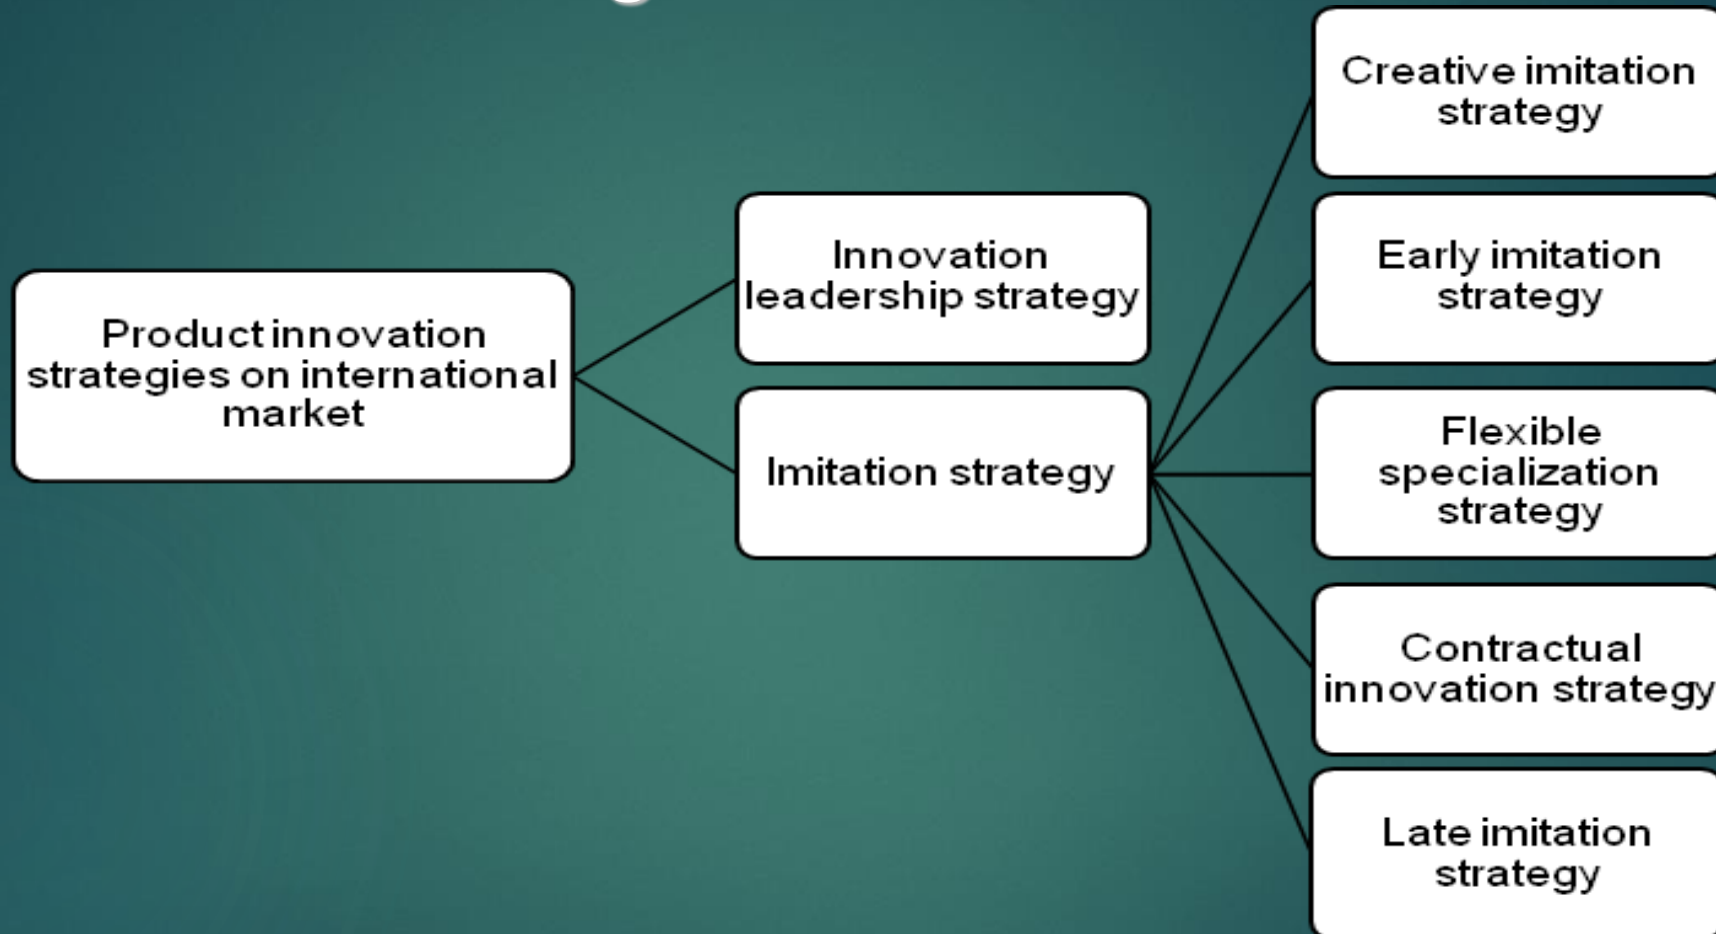 Product innovation
strategies on international
market
Innovation
leadership strategy
Imitation strategy
Creative imitation
strategy
Early imitation
strategy
Flexible
specialization
strategy
Contractual
innovation strategy
Late imitation
strategy